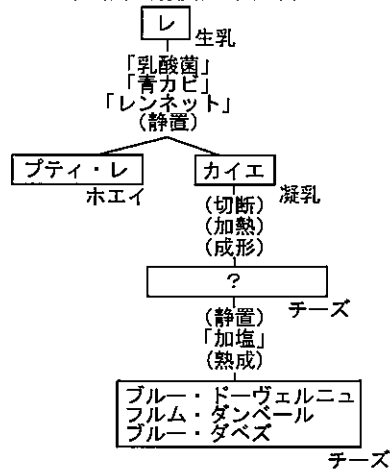 レ
生乳
「乳酸菌」
「青カビ」
「レンネット」
(静置)
プティ・レ
カイエ
ホエイ
凝乳
(切断)
(加熱)
(成形)
?
チーズ
(静置)
「加塩」
(熟成)
ブルー・ドーヴェルニュ
フルム・ダンベール
ブルー・ダベズ
チーズ